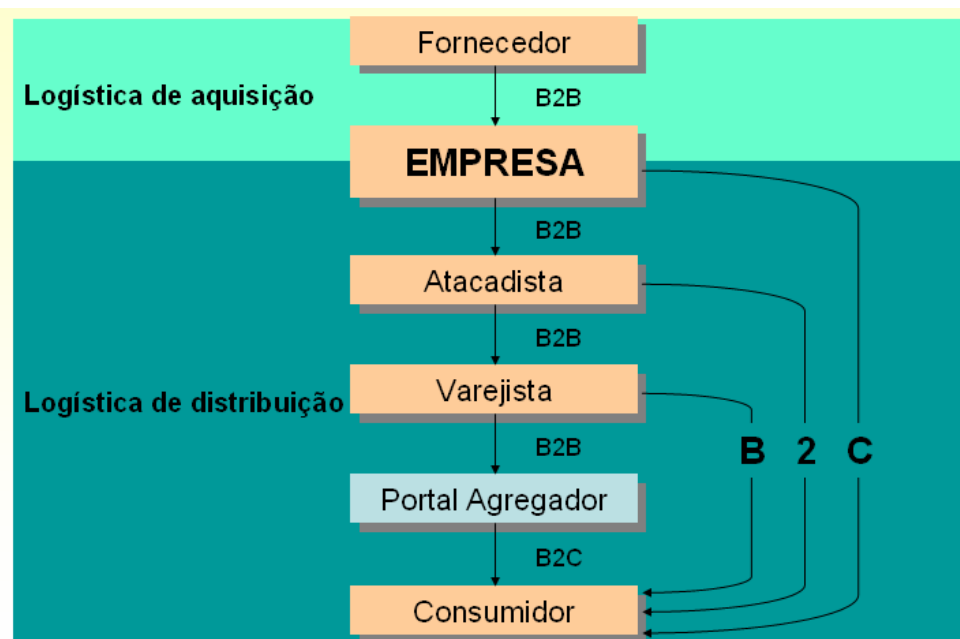 Fornecedor
Logística de aquisição
B2B
EMPRESA
B2B
Atacadista
B2B
Logística de distribuição
Varejista
B2B
B 2 C
Portal Agregador
B2C
Consumidor